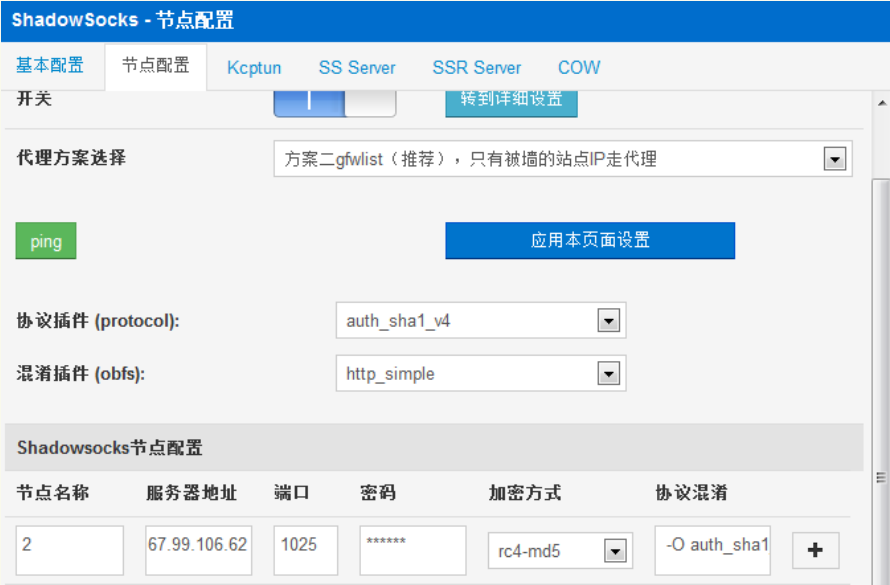 ShadowSocks - 节点配置
基本配置 节点配置 Kcptun SS Server SSR Server COW
开关 转到详细设置
代理方案选择 方案二gfwlist（推荐），只有被墙的站点IP走代理
ping 应用本页面设置
协议插件 (protocol): auth_sha1_v4
混淆插件 (obfs): http_simple
Shadowsocks节点配置
节点名称 服务器地址 端口 密码 加密方式 协议混淆
2 67.99.106.62 1025 ****** rc4-md5 -O auth_sha1 +